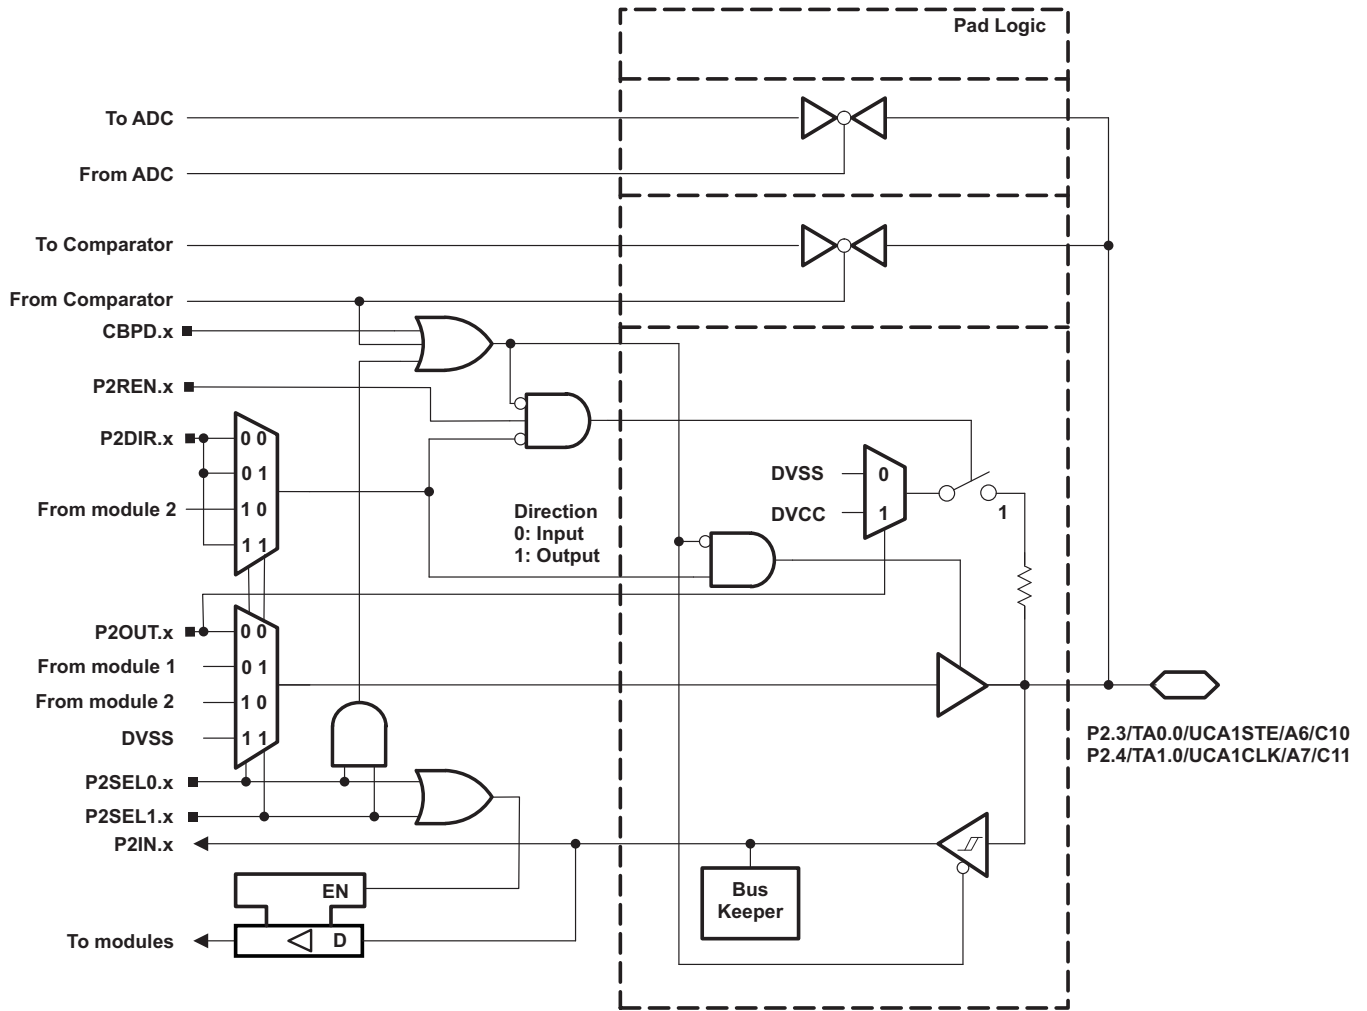 Pad Logic
To ADC
From ADC
To Comparator
From Comparator
CBPD.x
P2REN.x
P2DIR.x
0 0
0 1
From module 2
1 0
1 1
Direction
0: Input
1: Output
DVSS
0
DVCC
1
1
P2OUT.x
0 0
From module 1
0 1
From module 2
1 0
DVSS
1 1
P2SEL0.x
P2SEL1.x
P2IN.x
P2.3/TA0.0/UCA1STE/A6/C10
P2.4/TA1.0/UCA1CLK/A7/C11
Bus
Keeper
EN
To modules
D